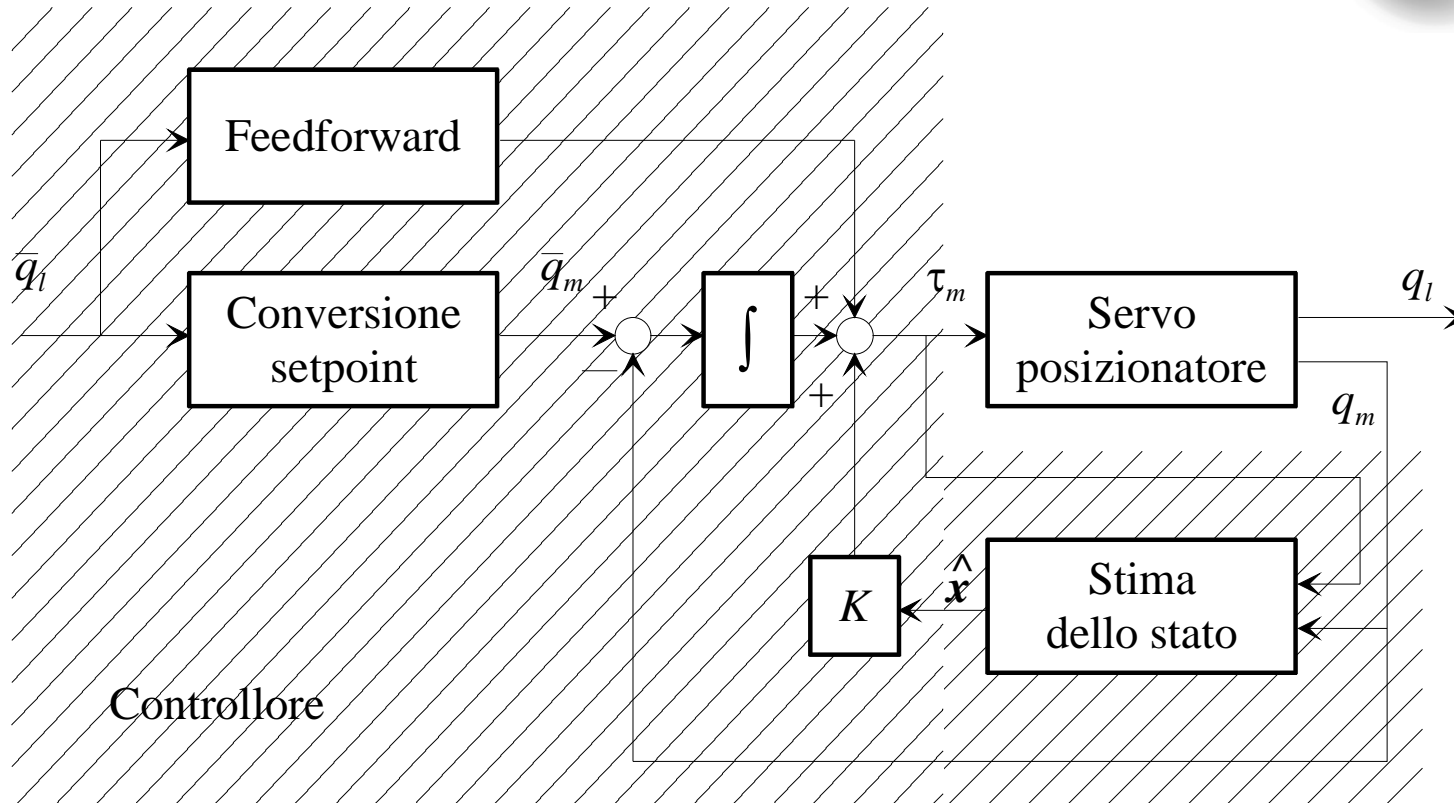 Feedforward
q̄l
Conversione
setpoint
q̄m
+
−
∫
+
+
+
τm
Servo
posizionatore
ql
qm
K
x̂
Stima
dello stato
Controllore